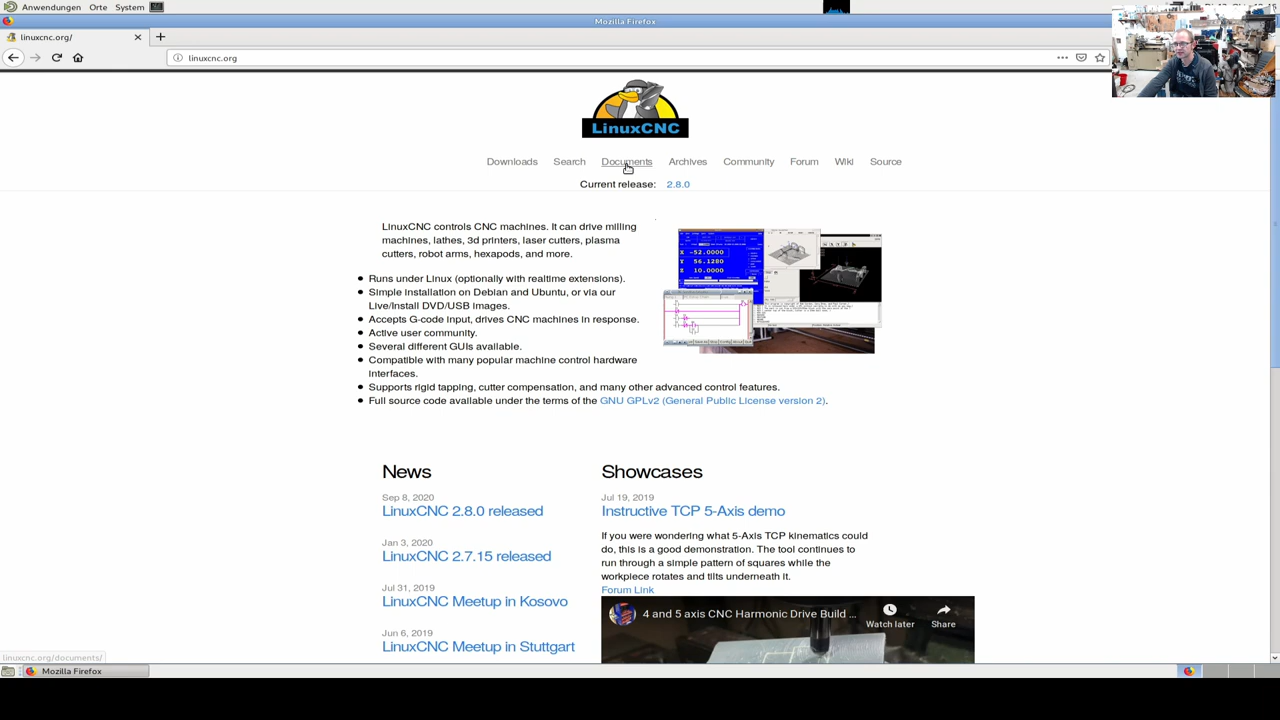 Anwendungen Orte System
Mozilla Firefox
linuxcnc.org/
linuxcnc.org
LinuxCNC
Downloads Search Documents Archives Community Forum Wiki Source
Current release: 2.8.0
LinuxCNC controls CNC machines. It can drive milling
machines, lathes, 3d printers, laser cutters, plasma
cutters, robot arms, hexapods, and more.
Runs under Linux (optionally with realtime extensions).
Simple installation on Debian and Ubuntu, or via our
Live/Install DVD/USB images.
Accepts G-code input, drives CNC machines in response.
Active user community.
Several different GUIs available.
Compatible with many popular machine control hardware
interfaces.
Supports rigid tapping, cutter compensation, and many other advanced control features.
Full source code available under the terms of the GNU GPLv2 (General Public License version 2).
X -52.0000
Y 56.1280
Z 10.0000
News
Sep 8, 2020
LinuxCNC 2.8.0 released
Jan 3, 2020
LinuxCNC 2.7.15 released
Jul 31, 2019
LinuxCNC Meetup in Kosovo
Jun 6, 2019
LinuxCNC Meetup in Stuttgart
Showcases
Jul 19, 2019
Instructive TCP 5-Axis demo
If you were wondering what 5-Axis TCP kinematics could
do, this is a good demonstration. The tool continues to
run through a simple pattern of squares while the
workpiece rotates and tilts underneath it.
Forum Link
4 and 5 axis CNC Harmonic Drive Build ...
Watch later Share
linuxcnc.org/documents/
Mozilla Firefox